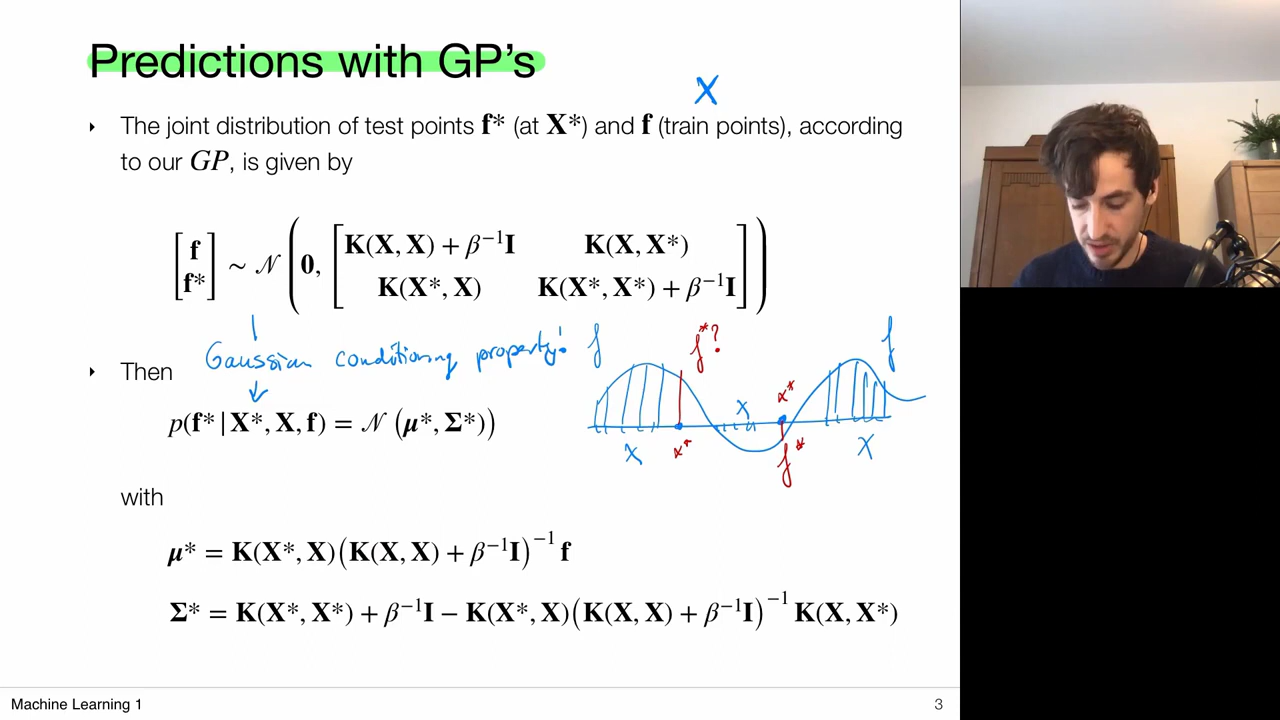 Predictions with GP's
X
‣ The joint distribution of test points f* (at X*) and f (train points), according
to our GP, is given by
[f f*] ∼ 𝒩 (0, [K(X, X) + β⁻¹I K(X, X*) K(X*, X) K(X*, X*) + β⁻¹I])
Gaussian conditioning property!
f f*? f
x*
X
X x* f* X
‣ Then
p(f* | X*, X, f) = 𝒩 (μ*, Σ*))
with
μ* = K(X*, X)(K(X, X) + β⁻¹I)⁻¹ f
Σ* = K(X*, X*) + β⁻¹I − K(X*, X)(K(X, X) + β⁻¹I)⁻¹ K(X, X*)
Machine Learning 1 3